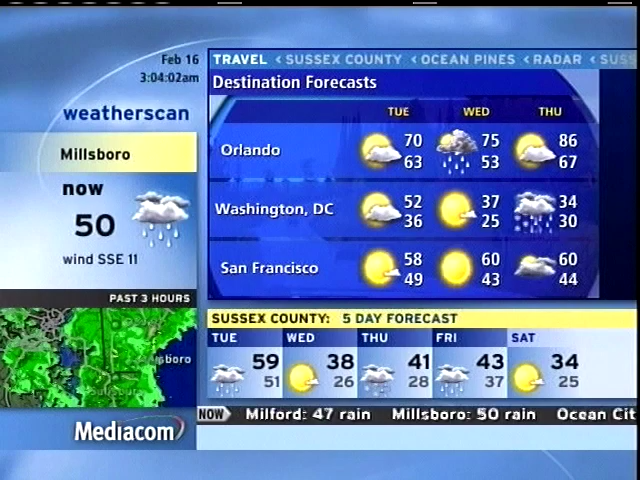 Feb 16
3:04:02am
TRAVEL < SUSSEX COUNTY < OCEAN PINES < RADAR < SUSS
Destination Forecasts
weatherscan
Millsboro
now
50
wind SSE 11
TUE WED THU
Orlando 70 63 75 53 86 67
Washington, DC 52 36 37 25 34 30
San Francisco 58 49 60 43 60 44
PAST 3 HOURS
SUSSEX COUNTY: 5 DAY FORECAST
TUE WED THU FRI SAT
59 38 41 43 34
51 26 28 37 25
NOW Milford: 47 rain Millsboro: 50 rain Ocean Cit
Mediacom